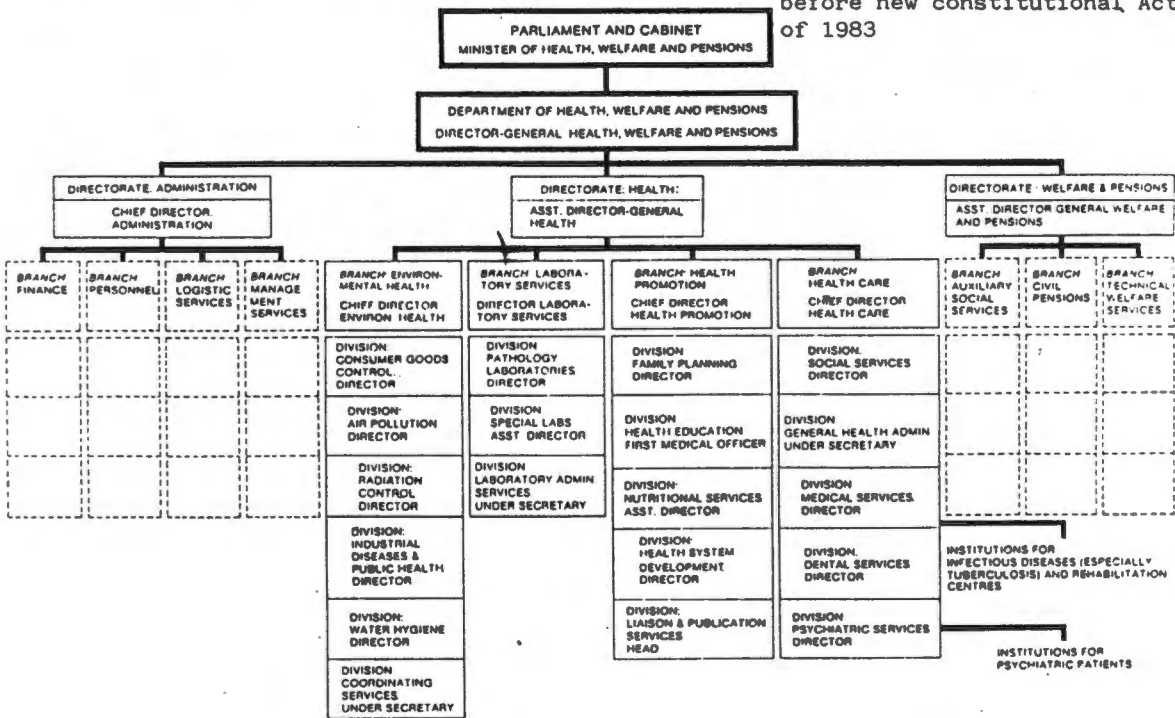 before new constitutional Act
of 1983
PARLIAMENT AND CABINET
MINISTER OF HEALTH, WELFARE AND PENSIONS
DEPARTMENT OF HEALTH, WELFARE AND PENSIONS
DIRECTOR-GENERAL HEALTH, WELFARE AND PENSIONS
DIRECTORATE. ADMINISTRATION
CHIEF DIRECTOR.
ADMINISTRATION
DIRECTORATE: HEALTH:
ASST. DIRECTOR-GENERAL
HEALTH
DIRECTORATE - WELFARE & PENSIONS
ASST. DIRECTOR GENERAL WELFARE
AND PENSIONS
BRANCH
FINANCE
BRANCH
PERSONNEL
BRANCH
LOGISTIC
SERVICES
BRANCH
MANAGE
MENT
SERVICES
BRANCH ENVIRON-
MENTAL HEALTH
CHIEF DIRECTOR
ENVIRON HEALTH
BRANCH LABORA-
TORY SERVICES
DIRECTOR LABORA-
TORY SERVICES
BRANCH HEALTH
PROMOTION
CHIEF DIRECTOR
HEALTH PROMOTION
BRANCH
HEALTH CARE
CHIEF DIRECTOR
HEALTH CARE
BRANCH
AUXILIARY
SOCIAL
SERVICES
BRANCH
CIVIL
PENSIONS
BRANCH
TECHNICAL
WELFARE
SERVICES
DIVISION:
CONSUMER GOODS
CONTROL..
DIRECTOR
DIVISION·
AIR POLLUTION
DIRECTOR
DIVISION:
RADIATION
CONTROL
DIRECTOR
DIVISION:
INDUSTRIAL
DISEASES &
PUBLIC HEALTH
DIRECTOR
DIVISION:
WATER HYGIENE
DIRECTOR
DIVISION
COORDINATING
SERVICES
UNDER SECRETARY
DIVISION
PATHOLOGY
LABORATORIES
DIRECTOR
DIVISION
SPECIAL LABS
ASST DIRECTOR
DIVISION
LABORATORY ADMIN
SERVICES
UNDER SECRETARY
DIVISION
FAMILY PLANNING
DIRECTOR
DIVISION
HEALTH EDUCATION
FIRST MEDICAL OFFICER
DIVISION:
NUTRITIONAL SERVICES
ASST. DIRECTOR
DIVISION·
HEALTH SYSTEM
DEVELOPMENT
DIRECTOR
DIVISION:
LIAISON & PUBLICATION
SERVICES
HEAD
DIVISION.
SOCIAL SERVICES
DIRECTOR
DIVISION
GENERAL HEALTH ADMIN
UNDER SECRETARY
DIVISION
MEDICAL SERVICES
DIRECTOR
DIVISION.
DENTAL SERVICES
DIRECTOR
DIVISION
PSYCHIATRIC SERVICES
DIRECTOR
INSTITUTIONS FOR
INFECTIOUS DISEASES (ESPECIALLY
TUBERCULOSIS) AND REHABILITATION
CENTRES
INSTITUTIONS FOR
PSYCHIATRIC PATIENTS